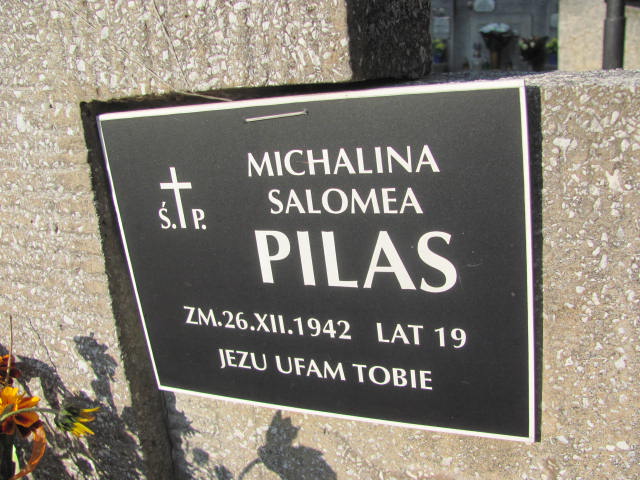 MICHALINA
SALOMEA
Ś. P.
PILAS
ZM.26.XII.1942 LAT 19
JEZU UFAM TOBIE